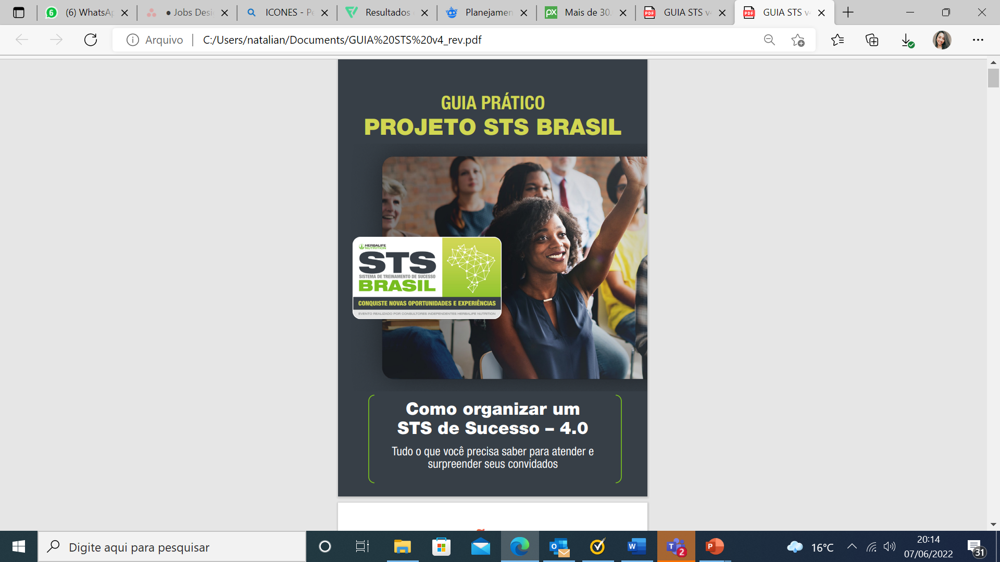 (6) WhatsAp
● Jobs Desi
ICONES - Pe
Resultados
Planejamen
Mais de 30.
GUIA STS v4
GUIA STS v4
Arquivo
C:/Users/natalian/Documents/GUIA%20STS%20v4_rev.pdf
GUIA PRÁTICO
PROJETO STS BRASIL
HERBALIFE
NUTRITION
STS
SISTEMA DE TREINAMENTO DE SUCESSO
BRASIL
CONQUISTE NOVAS OPORTUNIDADES E EXPERIÊNCIAS
EVENTO REALIZADO POR CONSULTORES INDEPENDENTES HERBALIFE NUTRITION
Como organizar um
STS de Sucesso – 4.0
Tudo o que você precisa saber para atender e
surpreender seus convidados
Digite aqui para pesquisar
2
16°C
20:14
07/06/2022
31